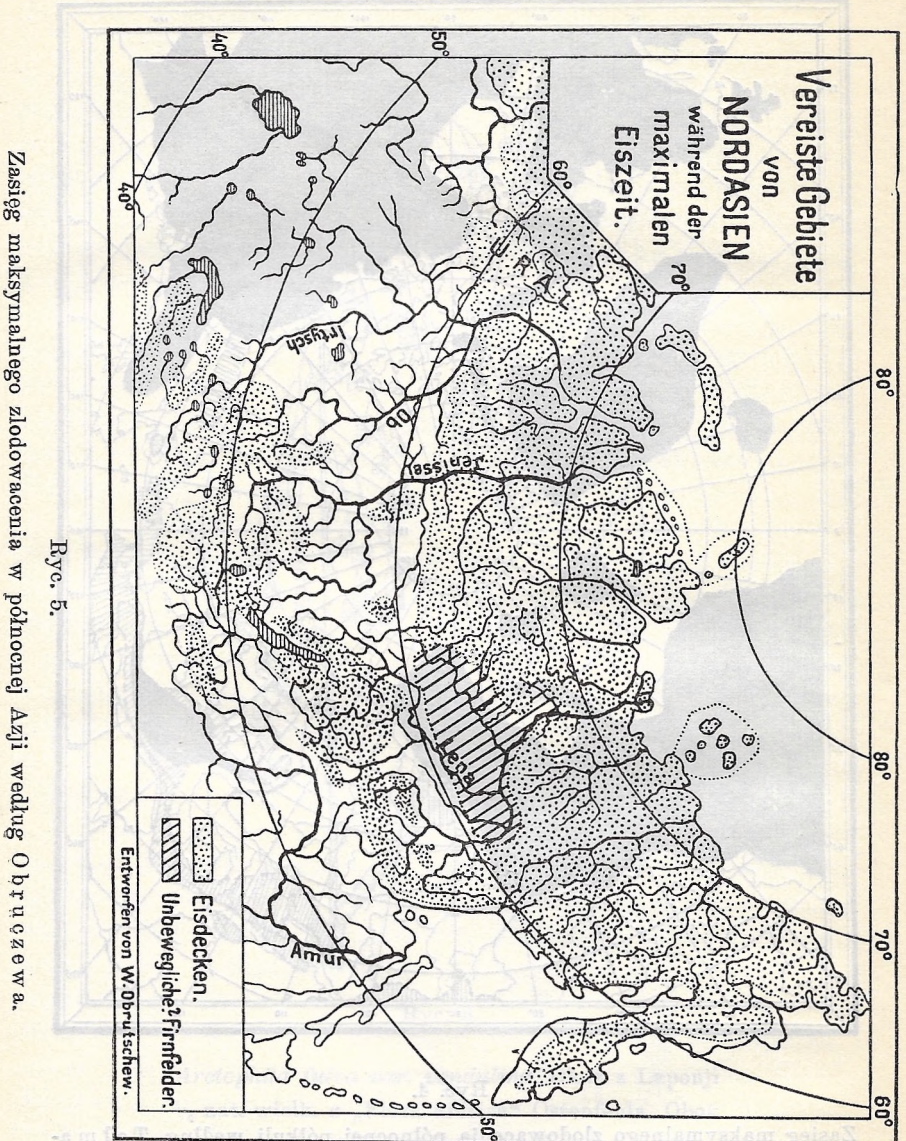 Vereiste Gebiete
von
NORDASIEN
während der
maximalen
Eiszeit.
40°
50°
60°
70°
80°
80°
70°
60°
50°
40°
URAL
Irtysch
Ob
Jenissei
Lena
Amur
Eisdecken.
Unbewegliche? Firnfelder.
Entworfen von W. Obrutschew.
Ryc. 5.
Zasięg maksymalnego zlodowacenia w północnej Azji według Obruczewa.